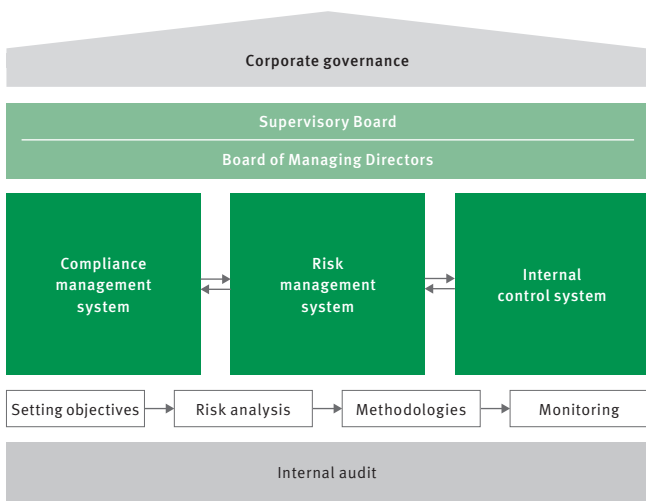 Corporate governance
Supervisory Board
Board of Managing Directors
Compliance
management
system
Risk
management
system
Internal
control system
Setting objectives
Risk analysis
Methodologies
Monitoring
Internal audit